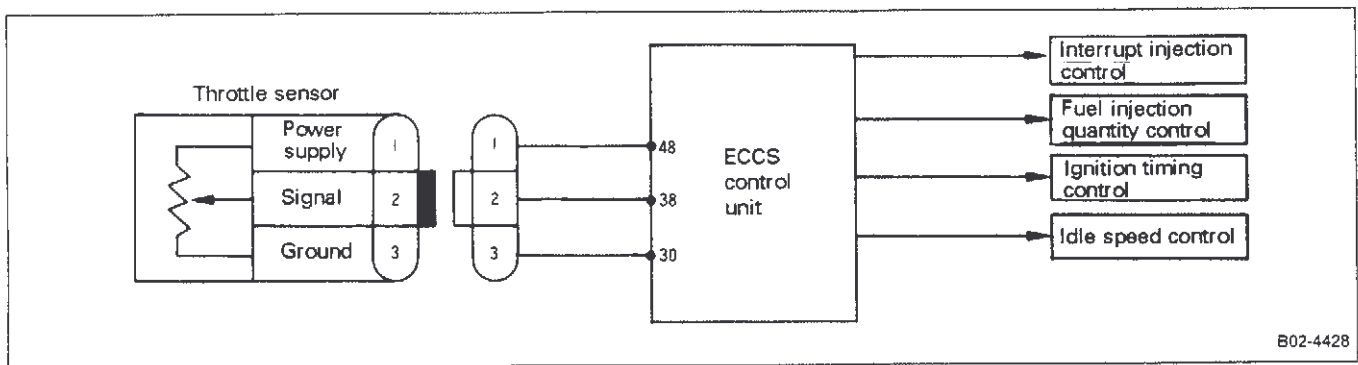 Throttle sensor
Power
supply
Signal
Ground
1
2
3
1
2
3
48
38
30
ECCS
control
unit
Interrupt injection
control
Fuel injection
quantity control
Ignition timing
control
Idle speed control
B02-4428